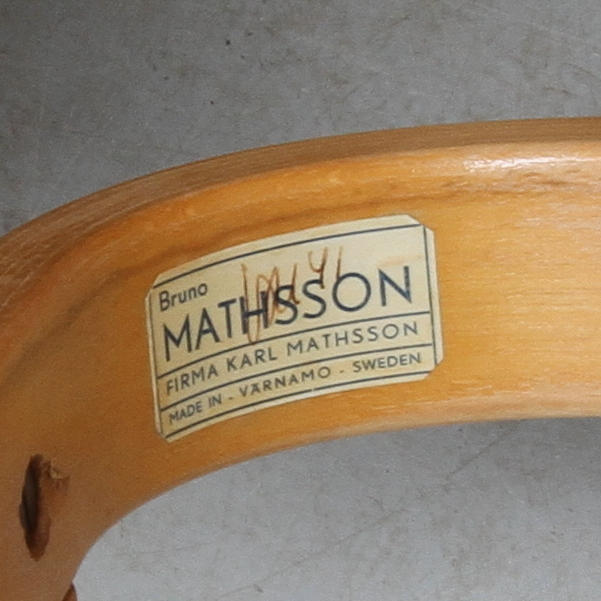 Bruno
MATHSSON
FIRMA KARL MATHSSON
MADE IN - VÄRNAMO - SWEDEN